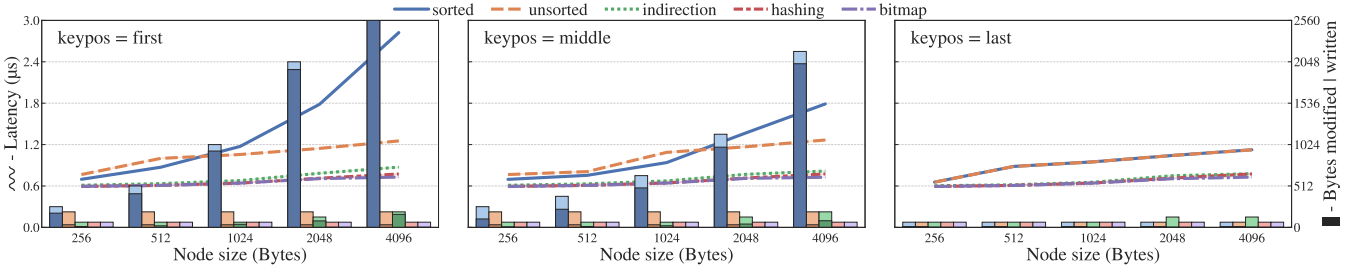 sorted unsorted indirection hashing bitmap
keypos = first
keypos = middle
keypos = last
3.0
2.4
1.8
1.2
0.6
0.0
- Latency (μs)
256 512 1024 2048 4096
Node size (Bytes)
256 512 1024 2048 4096
Node size (Bytes)
256 512 1024 2048 4096
Node size (Bytes)
2560
2048
1536
1024
512
0
- Bytes modified | written